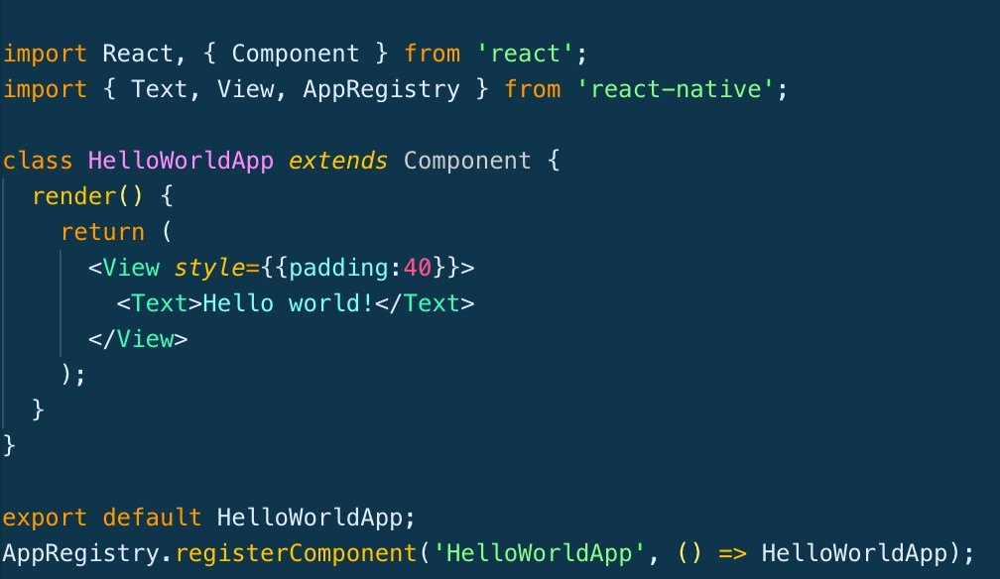 import React, { Component } from 'react';
import { Text, View, AppRegistry } from 'react-native';

class HelloWorldApp extends Component {
  render() {
    return (
      <View style={{padding:40}}>
        <Text>Hello world!</Text>
      </View>
    );
  }
}

export default HelloWorldApp;
AppRegistry.registerComponent('HelloWorldApp', () => HelloWorldApp);